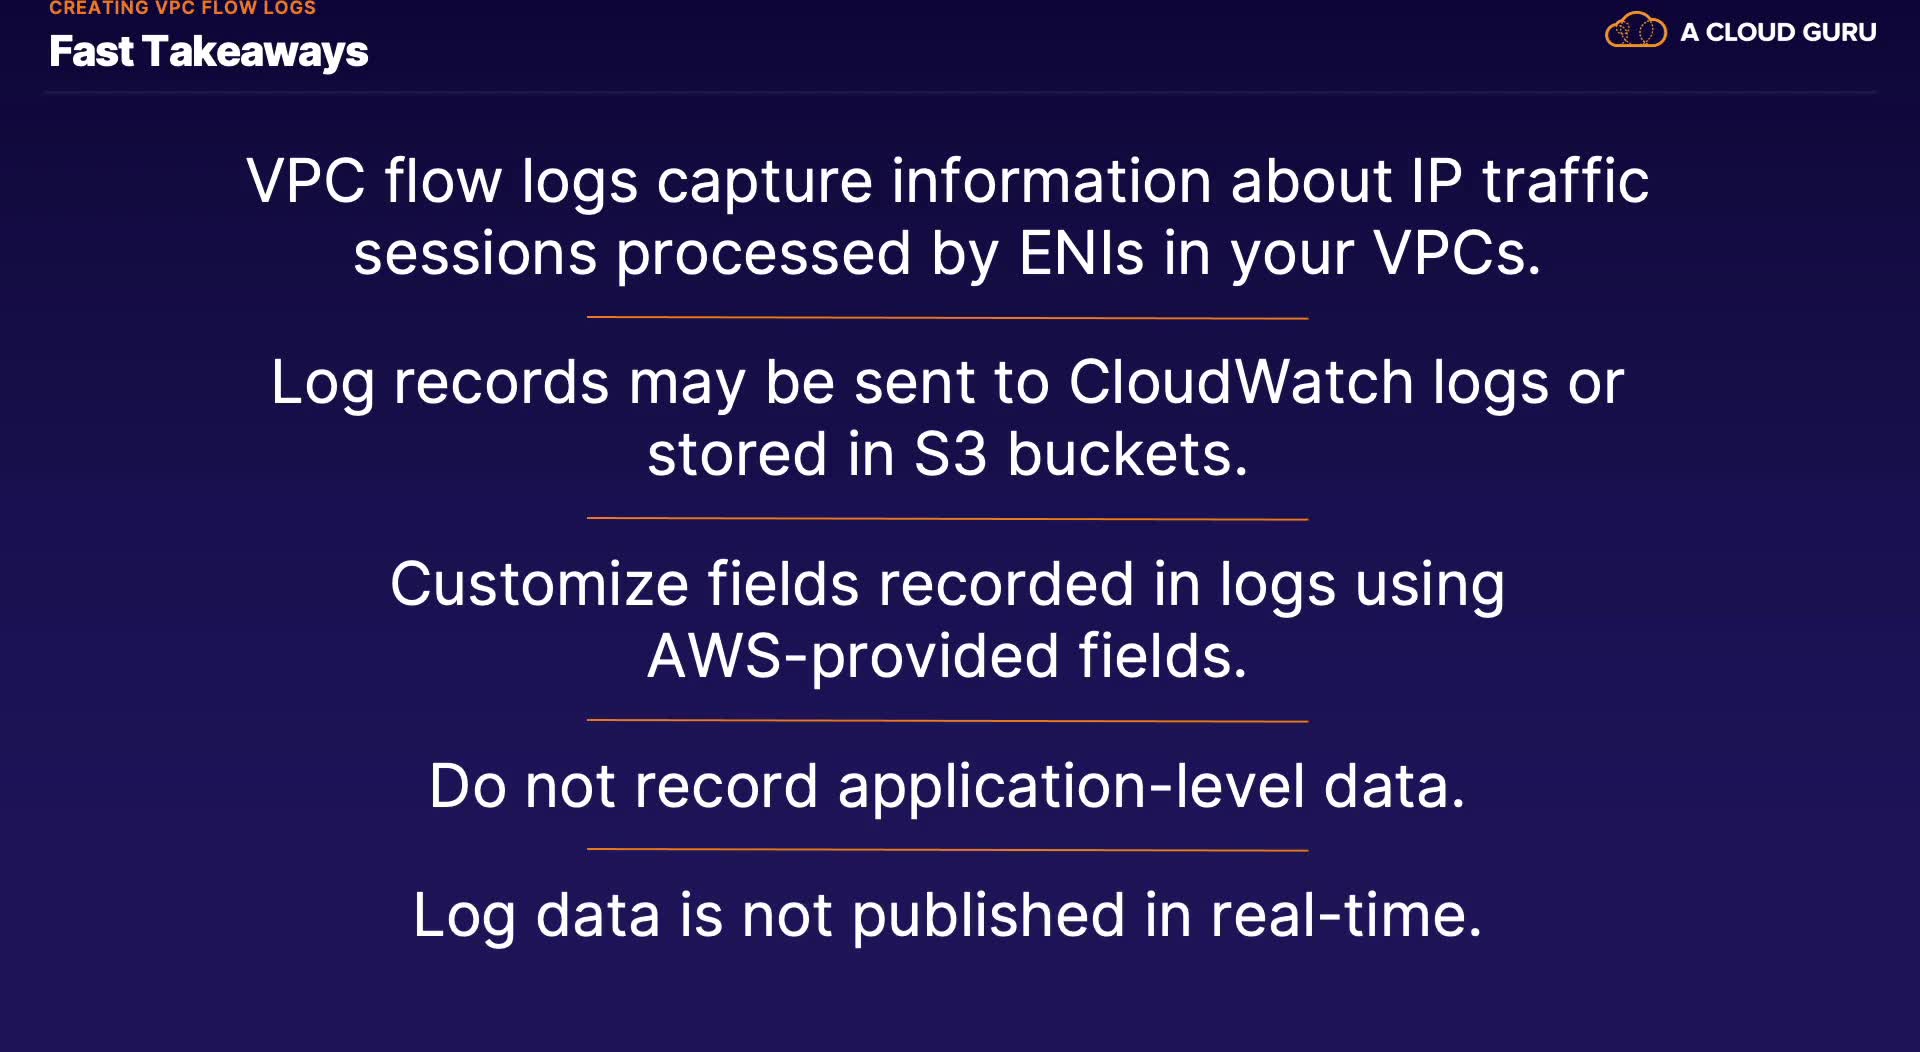 CREATING VPC FLOW LOGS
Fast Takeaways
A CLOUD GURU
VPC flow logs capture information about IP traffic
sessions processed by ENIs in your VPCs.
Log records may be sent to CloudWatch logs or
stored in S3 buckets.
Customize fields recorded in logs using
AWS-provided fields.
Do not record application-level data.
Log data is not published in real-time.